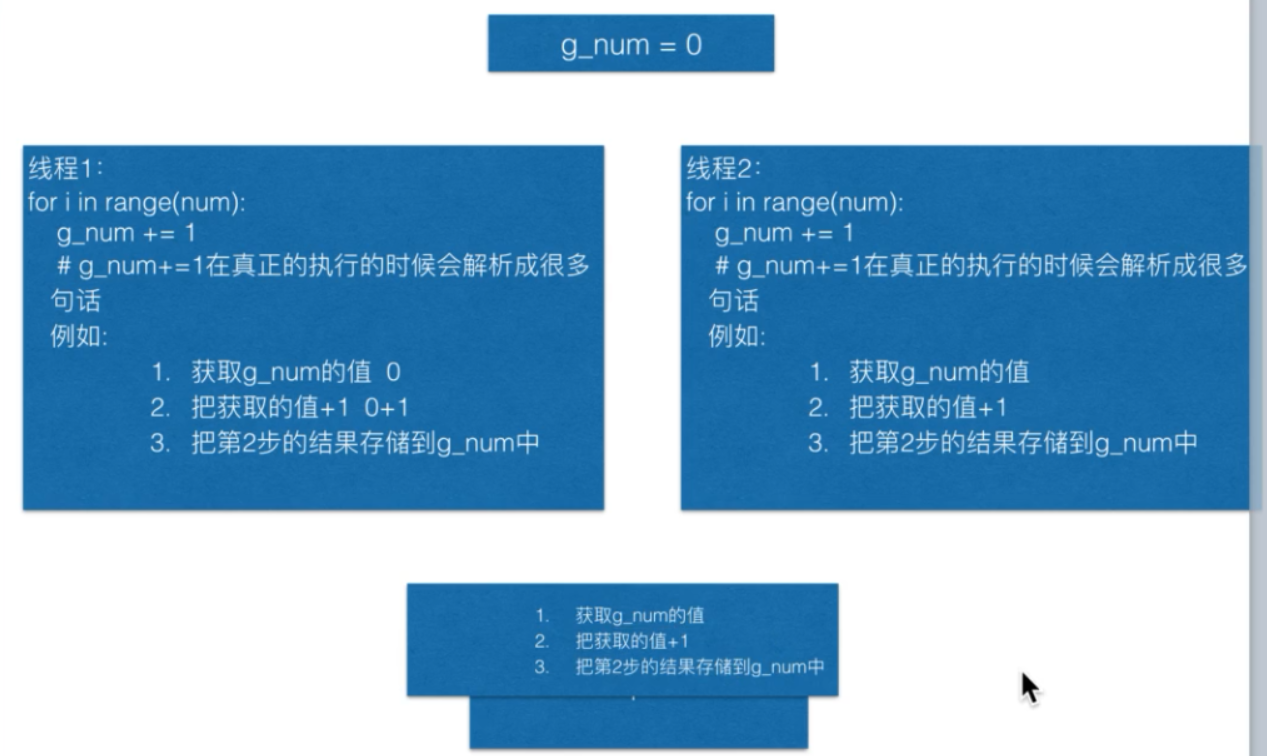 g_num = 0
线程1:
for i in range(num):
g_num += 1
# g_num+=1在真正的执行的时候会解析成很多
句话
例如:
1. 获取g_num的值 0
2. 把获取的值+1 0+1
3. 把第2步的结果存储到g_num中
线程2:
for i in range(num):
g_num += 1
# g_num+=1在真正的执行的时候会解析成很多
句话
例如:
1. 获取g_num的值
2. 把获取的值+1
3. 把第2步的结果存储到g_num中
1. 获取g_num的值
2. 把获取的值+1
3. 把第2步的结果存储到g_num中